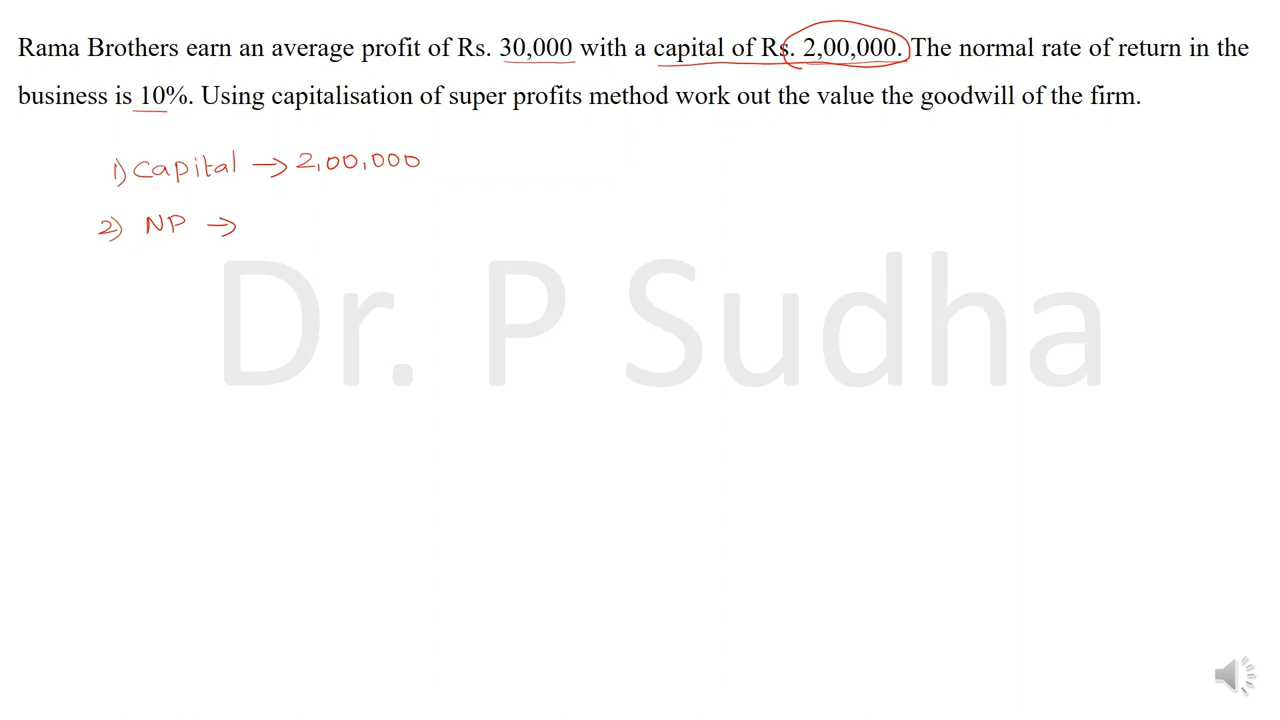 Rama Brothers earn an average profit of Rs. 30,000 with a capital of Rs. 2,00,000. The normal rate of return in the
business is 10%. Using capitalisation of super profits method work out the value the goodwill of the firm.
1) Capital → 2,00,000
2) NP →
Dr. P Sudha